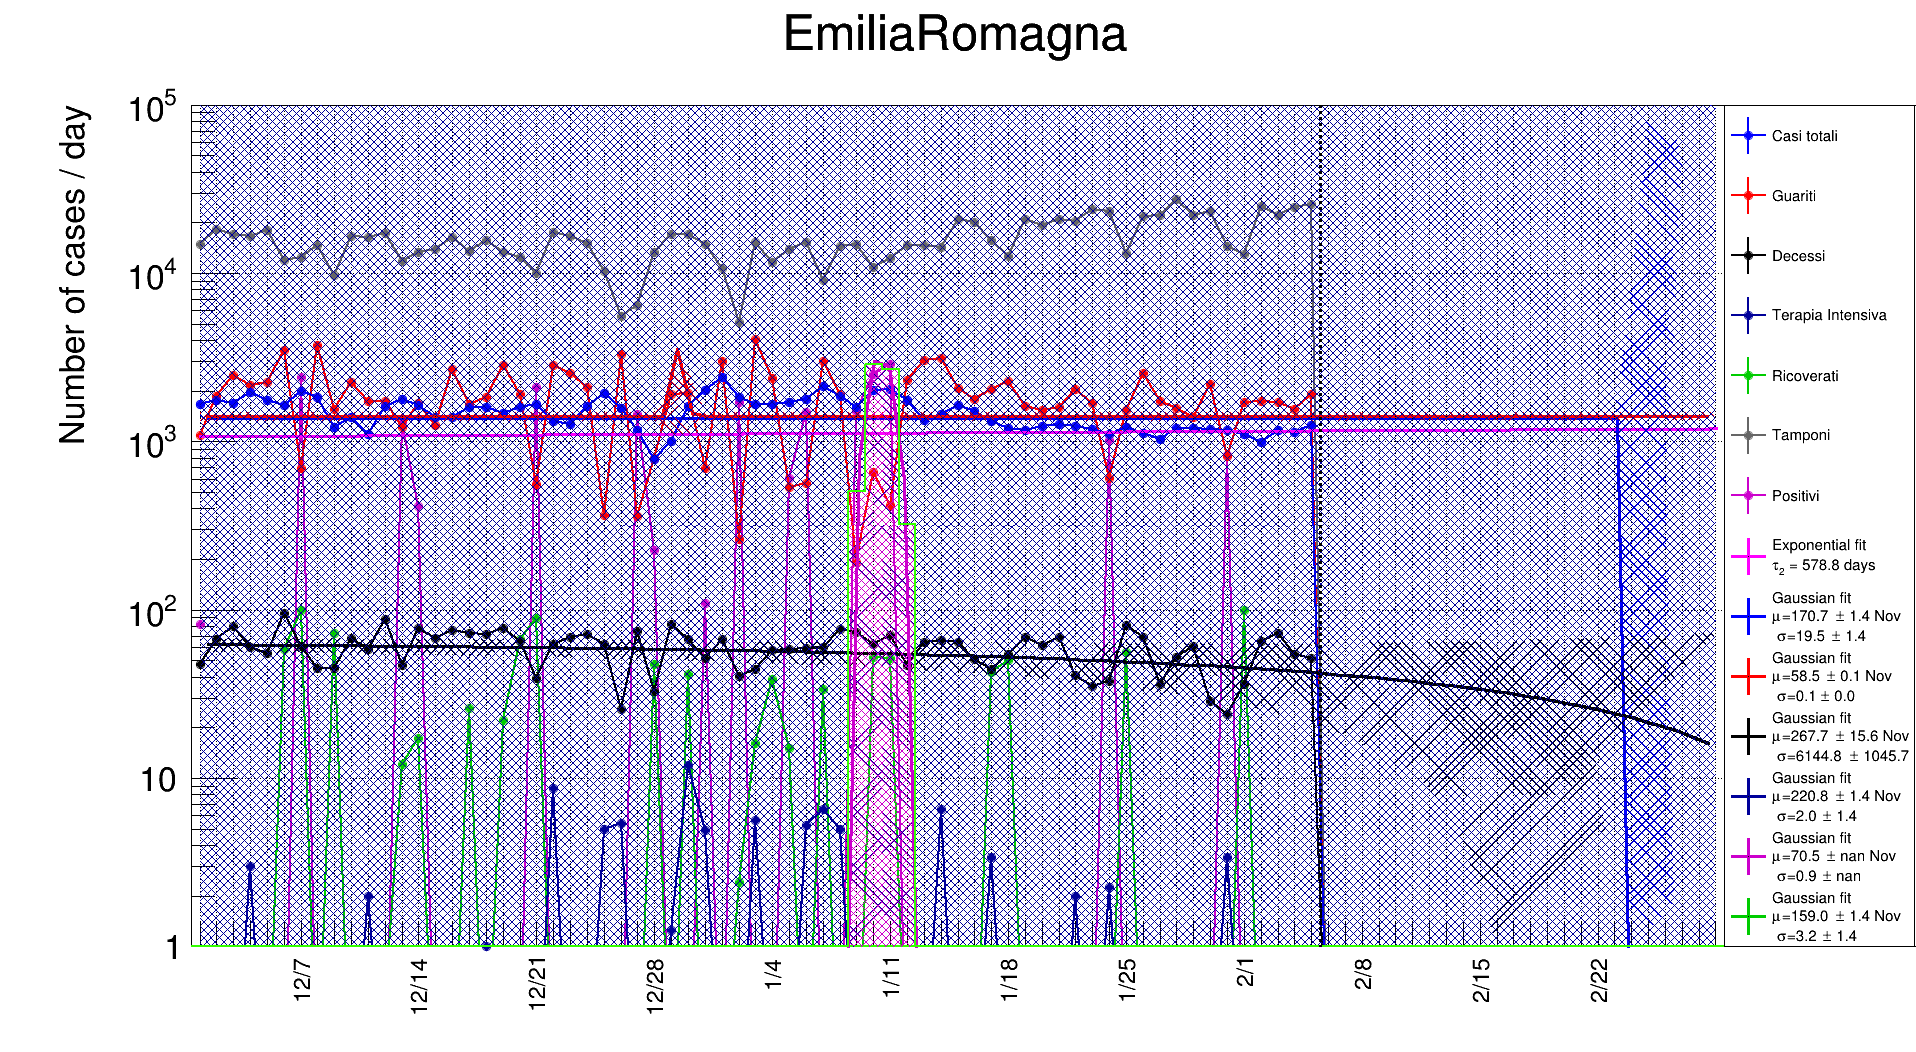 EmiliaRomagna
Number of cases / day
10^5
10^4
10^3
10^2
10
1
12/7
12/14
12/21
12/28
1/4
1/11
1/18
1/25
2/1
2/8
2/15
2/22
Casi totali
Guariti
Decessi
Terapia Intensiva
Ricoverati
Tamponi
Positivi
Exponential fit
τ₂ = 578.8 days
Gaussian fit
μ=170.7 ± 1.4 Nov
σ=19.5 ± 1.4
Gaussian fit
μ=58.5 ± 0.1 Nov
σ=0.1 ± 0.0
Gaussian fit
μ=267.7 ± 15.6 Nov
σ=6144.8 ± 1045.7
Gaussian fit
μ=220.8 ± 1.4 Nov
σ=2.0 ± 1.4
Gaussian fit
μ=70.5 ± nan Nov
σ=0.9 ± nan
Gaussian fit
μ=159.0 ± 1.4 Nov
σ=3.2 ± 1.4